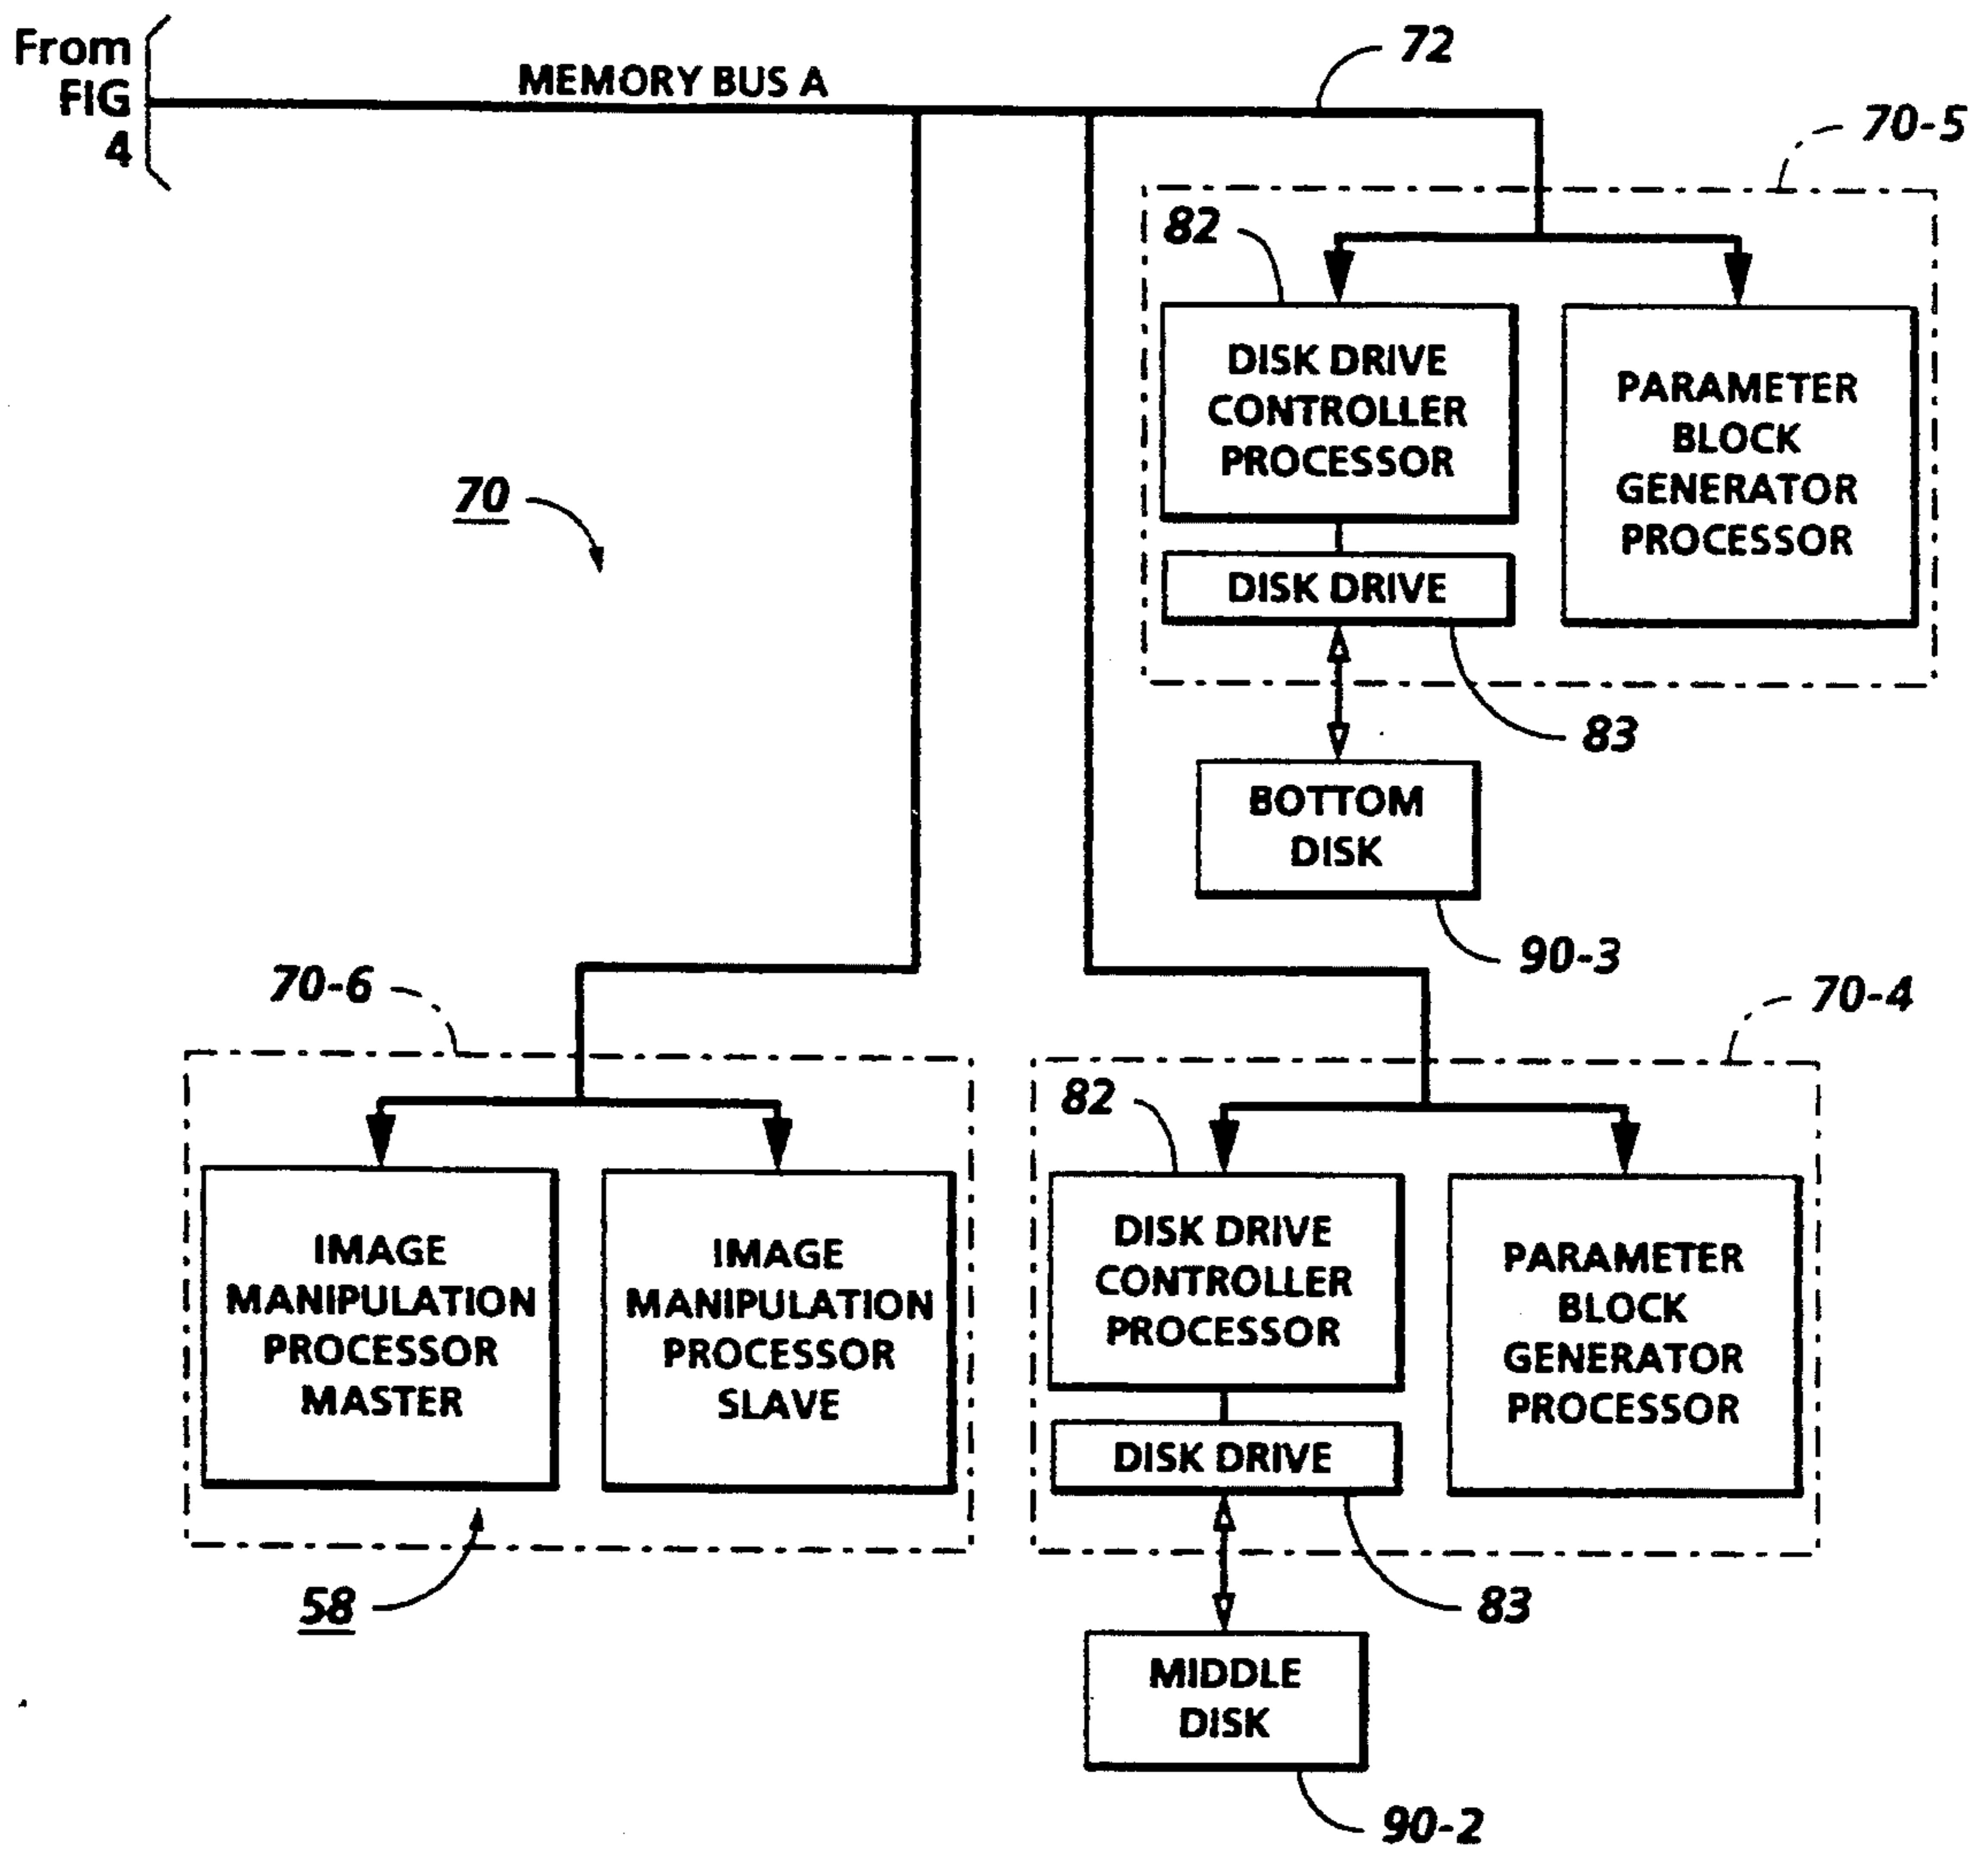 From
FIG
4
MEMORY BUS A
72
70-5
82
DISK DRIVE
CONTROLLER
PROCESSOR
PARAMETER
BLOCK
GENERATOR
PROCESSOR
70
DISK DRIVE
83
BOTTOM
DISK
90-3
70-6
70-4
82
IMAGE
MANIPULATION
PROCESSOR
MASTER
IMAGE
MANIPULATION
PROCESSOR
SLAVE
DISK DRIVE
CONTROLLER
PROCESSOR
PARAMETER
BLOCK
GENERATOR
PROCESSOR
DISK DRIVE
58
83
MIDDLE
DISK
90-2